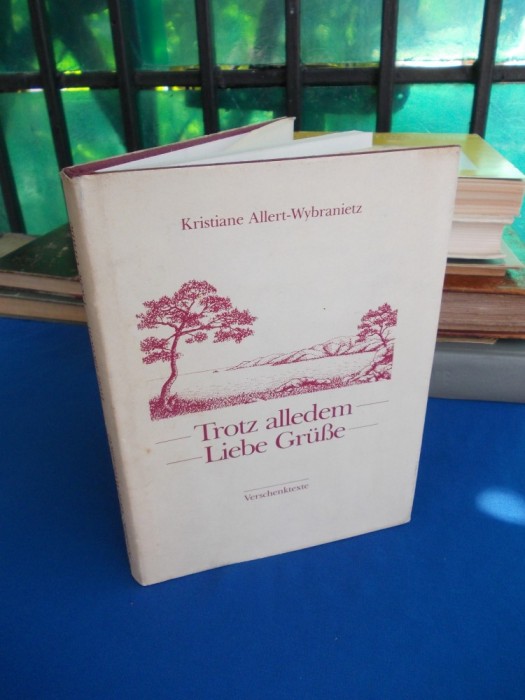 Kristiane Allert-Wybranietz
Trotz alledem
Liebe Grüße
Verschenktexte